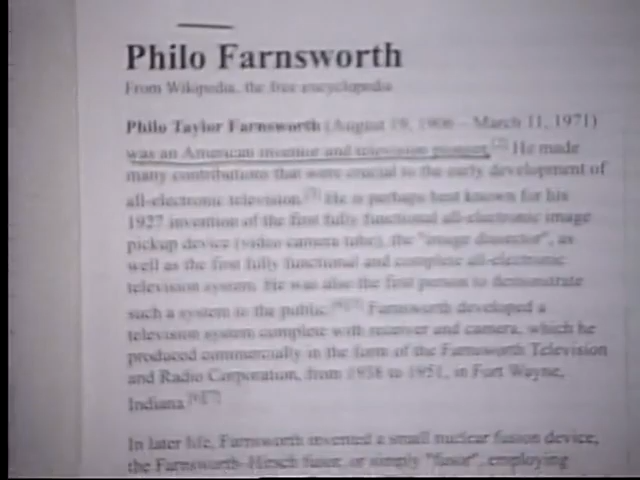 Philo Farnsworth
From Wikipedia, the free encyclopedia
Philo Taylor Farnsworth (August 19, 1906 – March 11, 1971)
was an American inventor and television pioneer.[2] He made
many contributions that were crucial to the early development of
all-electronic television.[3] He is perhaps best known for his
1927 invention of the first fully functional all-electronic image
pickup device (video camera tube), the "image dissector", as
well as the first fully functional and complete all-electronic
television system. He was also the first person to demonstrate
such a system to the public. Farnsworth developed a
television system complete with receiver and camera, which he
produced commercially in the form of the Farnsworth Television
and Radio Corporation, from 1938 to 1951, in Fort Wayne,
Indiana.
In later life, Farnsworth invented a small nuclear fusion device,
the Farnsworth–Hirsch fusor, or simply "fusor", employing